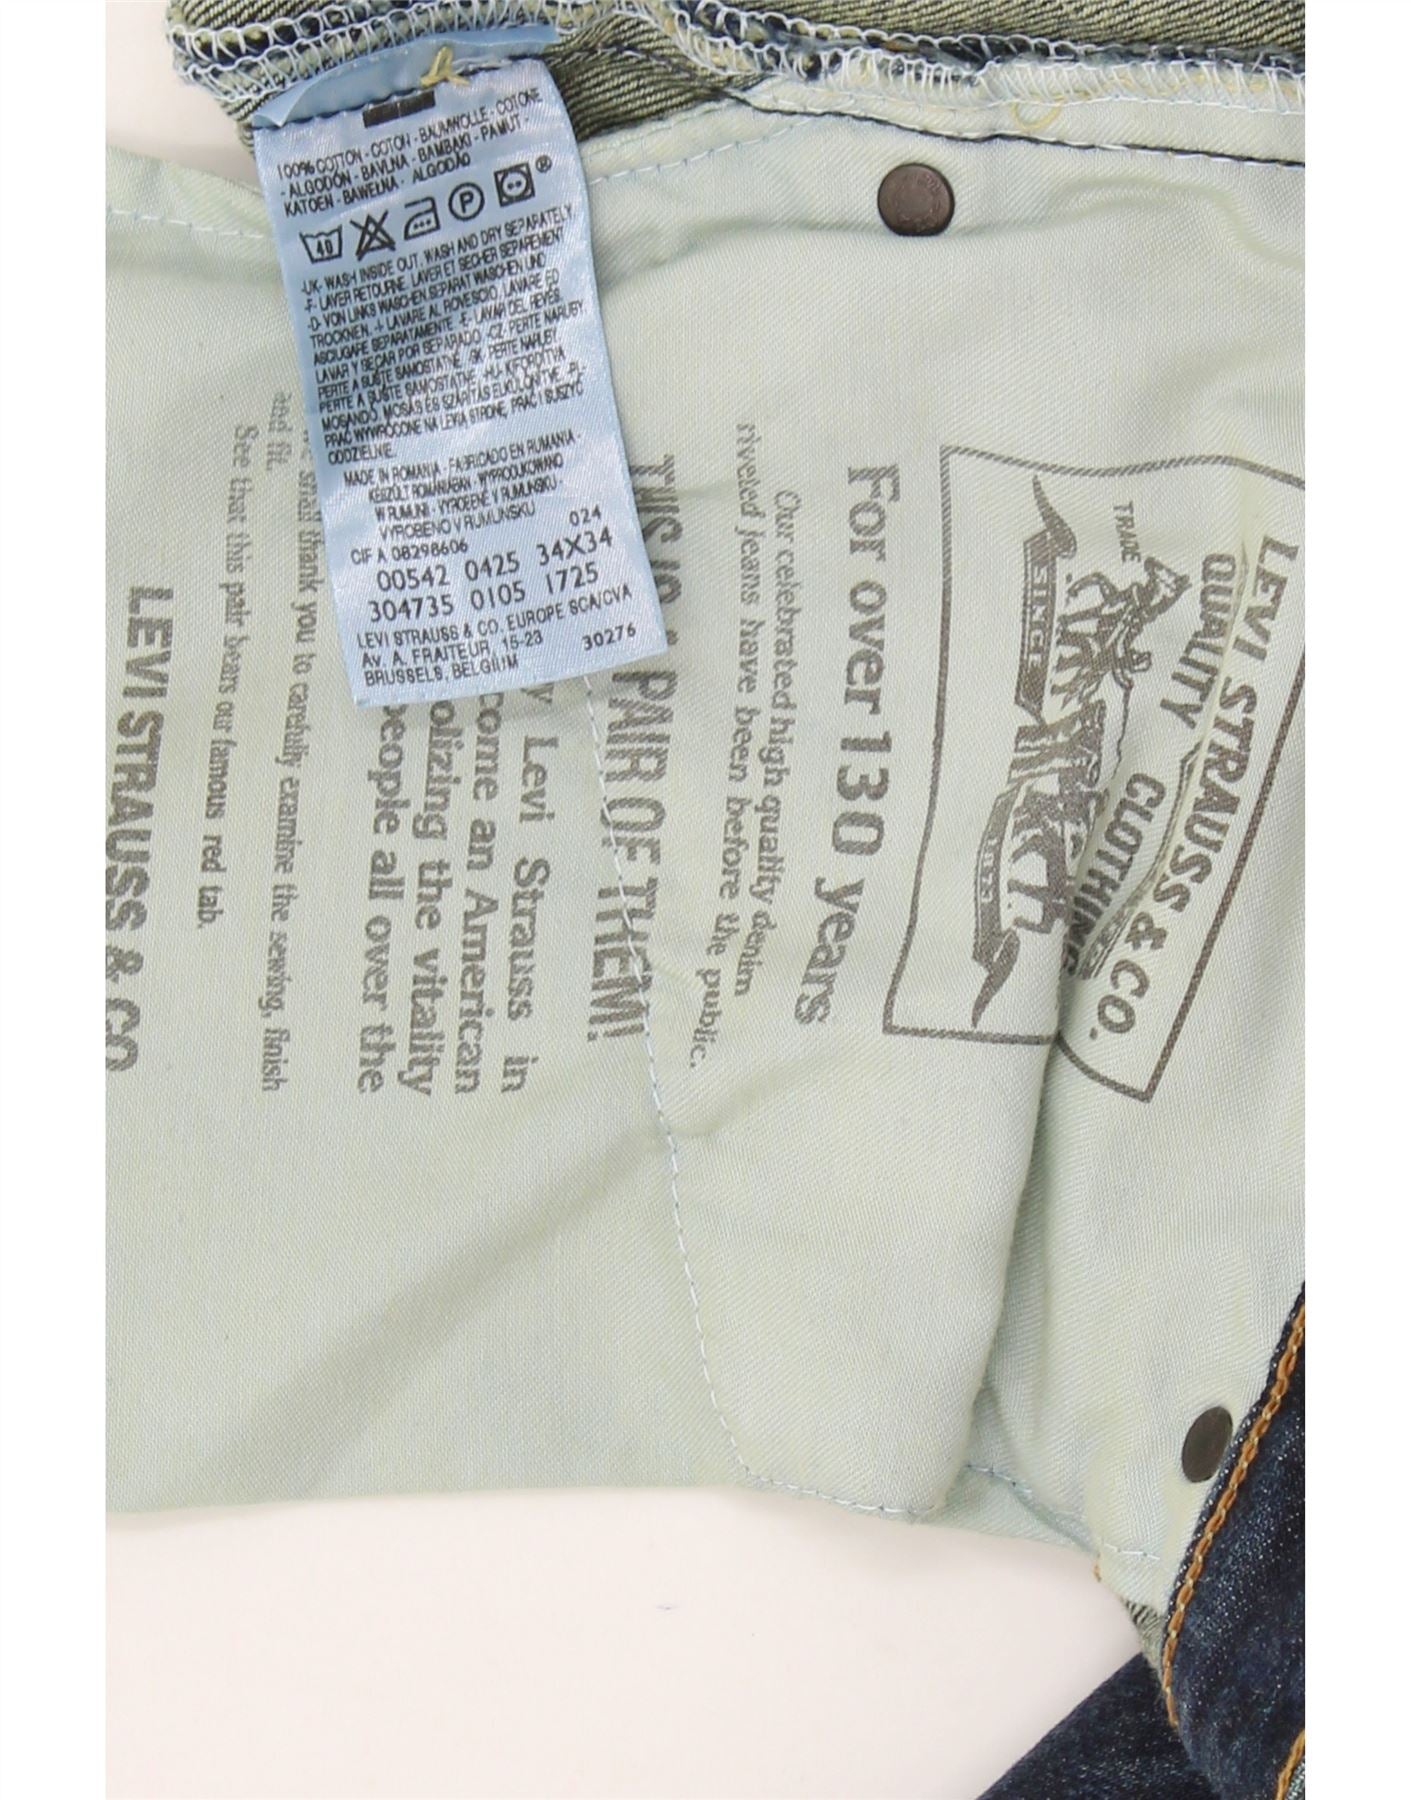 100% COTTON - COTON - BAUMWOLLE - COTONE
- ALGODÓN - BAVLNA - BAMBAKI - PAMUT -
KATOEN - BAWEŁNA - ALGODÃO
40
P
®
-UK- WASH INSIDE OUT. WASH AND DRY SEPARATELY.
-F- LAVER RETOURNE. LAVER ET SECHER SEPAREMENT
-D- VON LINKS WASCHEN. SEPARAT WASCHEN UND
TROCKNEN. -I- LAVARE AL ROVESCIO, LAVARE ED
ASCIUGARE SEPARATAMENTE -E- LAVAR DEL REVÉS.
LAVAR Y SECAR POR SEPARADO -CZ- PERTE NARUBY
PERTE A SUŠTE SAMOSTATNĚ. -SK- PERTE NARUBY.
PERTE A SUŠTE SAMOSTATNE. -HU- KIFORDÍTVA
MOSANDÓ. MOSÁS ÉS SZÁRÍTÁS ELKÜLÖNÍTVE. -PL-
PRAĆ WYWRÓCONE NA LEWĄ STRONĘ, PRAĆ I SUSZYĆ
ODDZIELNIE.
MADE IN ROMANIA - FABRICADO EN RUMANIA -
KÉSZÜLT ROMÁNIÁBAN - WYPRODUKOWANO
W RUMUNII - VYROBENÉ V RUMUNSKU -
VYROBENO V RUMUNSKU
024
CIF A 08298606
00542 0425 34X34
304735 0105 1725
LEVI STRAUSS & CO. EUROPE SCA/CVA
Av. A. FRAITEUR, 15-23 30276
BRUSSELS, BELGIUM
LEVI STRAUSS & CO.
QUALITY CLOTHING
TRADE
For over 130 years
Our celebrated high quality denim
riveted jeans have been before the public.
THIS IS A PAIR OF THEM!
Levi Strauss in
come an American
olizing the vitality
people all over the
small thank you to carefully examine the sewing, finish
and fit.
See that this pair bears our famous red tab.
LEVI STRAUSS & CO.